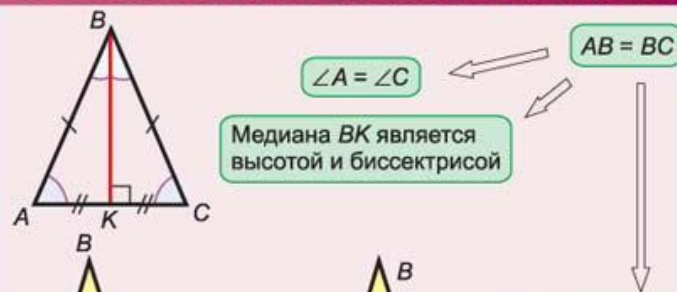 B
AB = BC
∠A = ∠C
Медиана BK является
высотой и биссектрисой
A
K
C
B
B